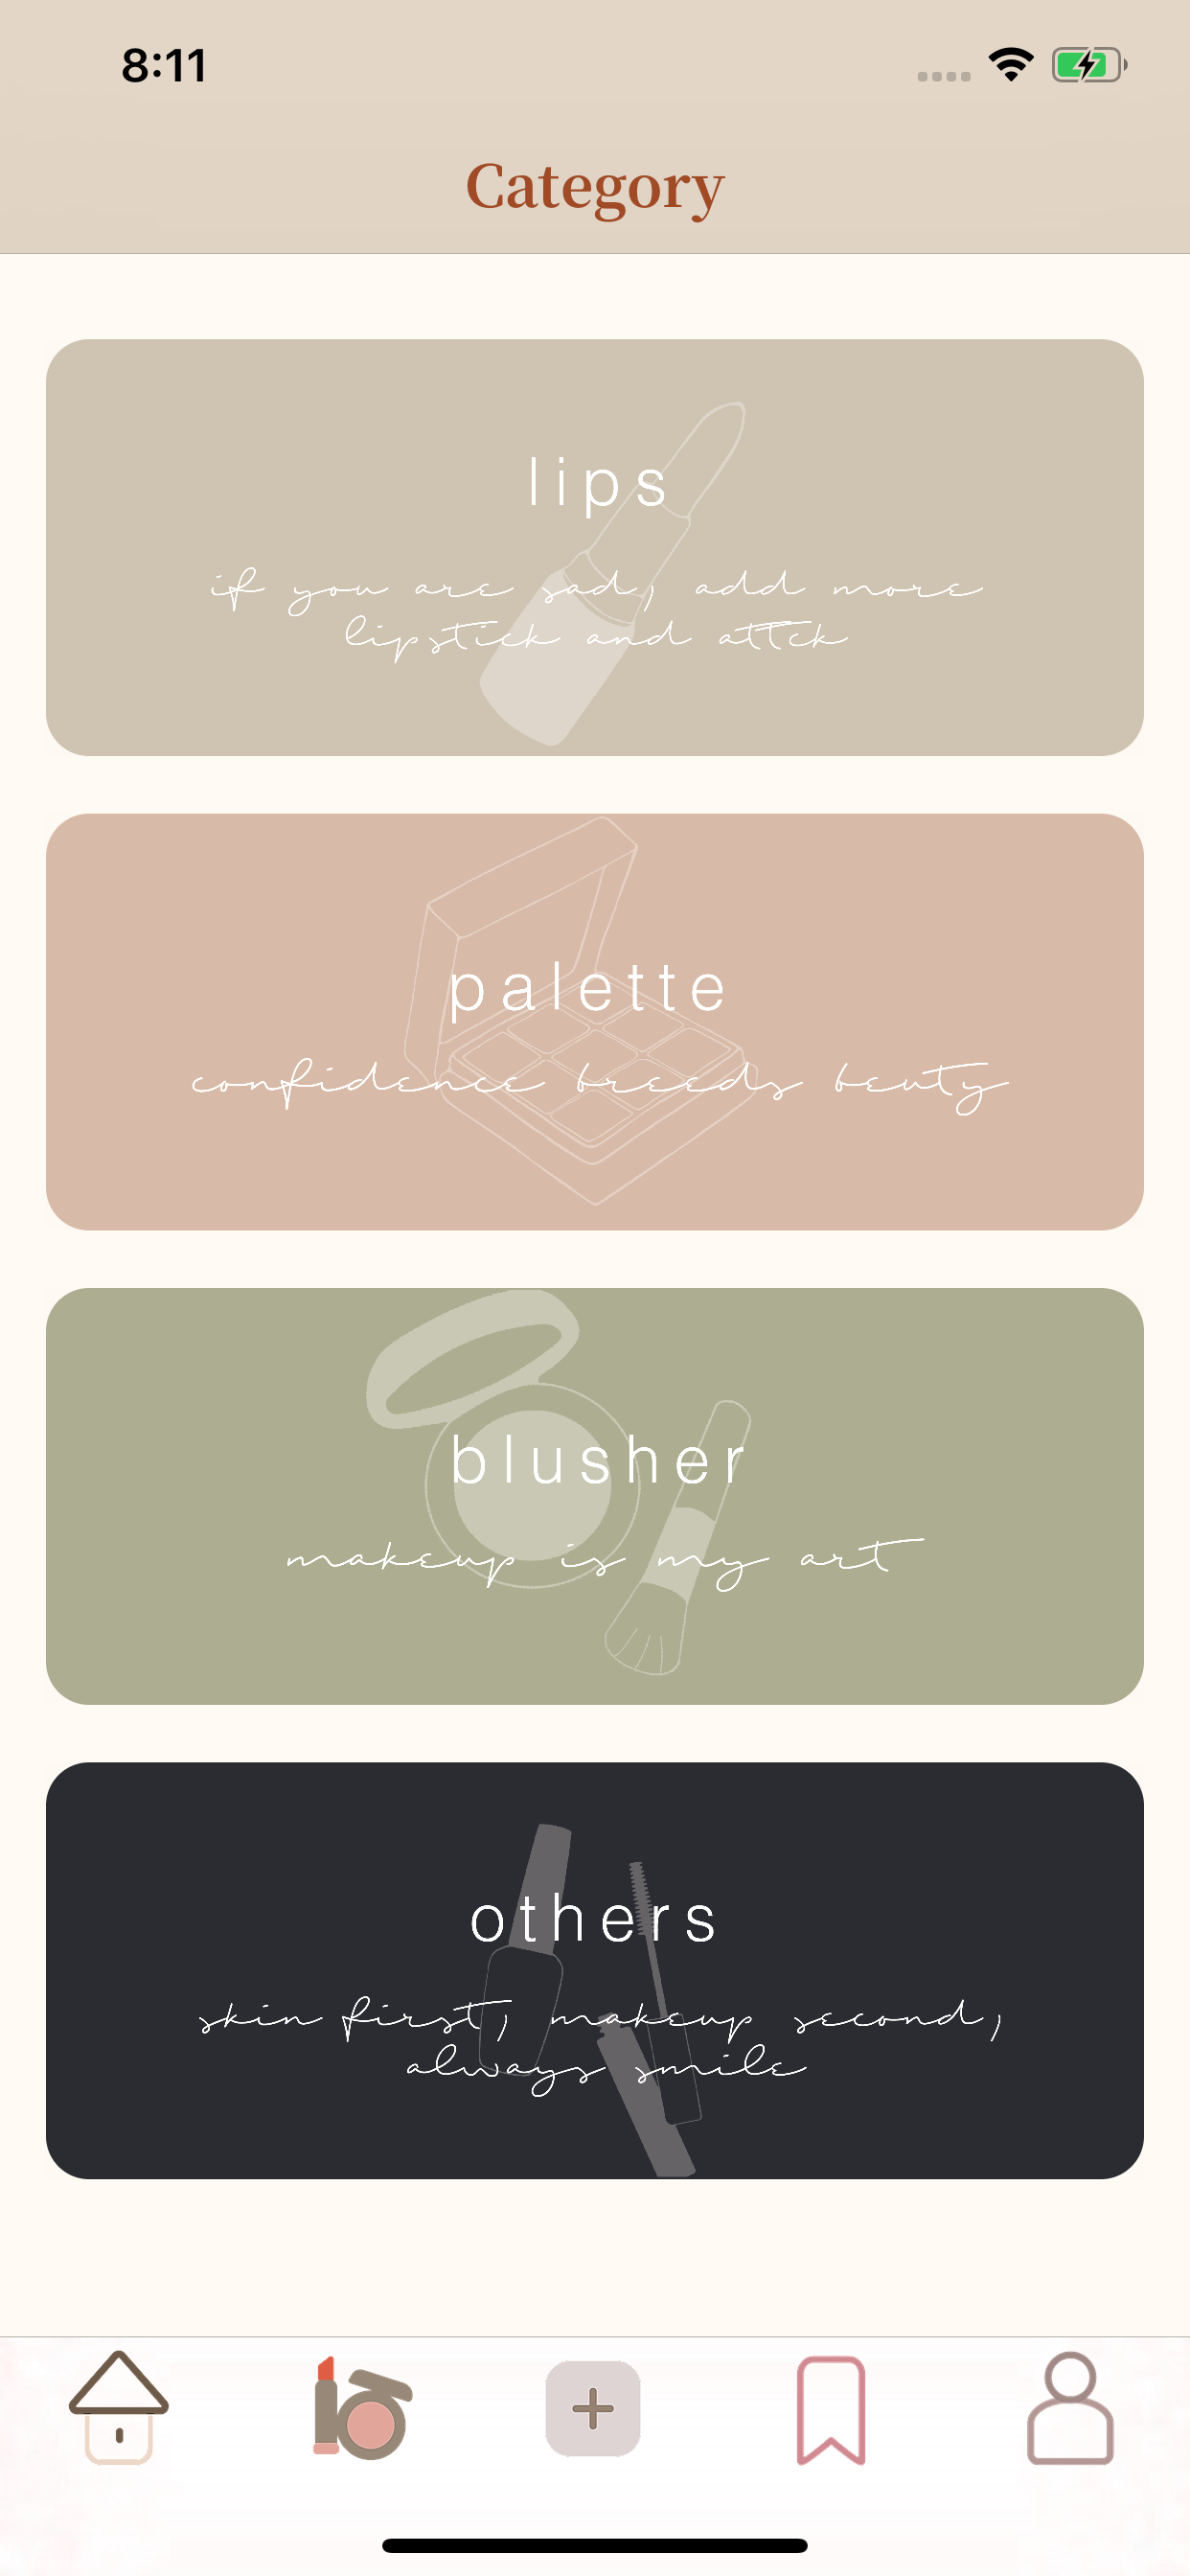 8:11
Category
lips
if you are sad, add more
lipstick and attck
palette
confidence breeds beuty
blusher
makeup is my art
others
skin first, makeup second,
always smile